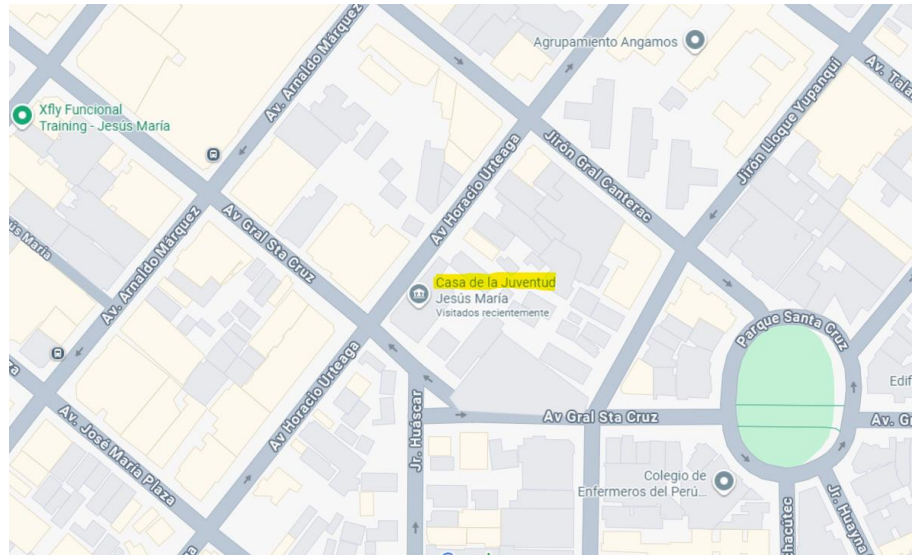 Agrupamiento Angamos
Av. Arnaldo Márquez
Av. Tala
Xfly Funcional
Training - Jesús María
Jirón Lloque Yupanqui
Jirón Gral Canterac
Av Horacio Urteaga
Av Gral Sta Cruz
ús María
Av. Arnaldo Márquez
Casa de la Juventud
Jesús María
Visitados recientemente
Parque Santa Cruz
Av Horacio Urteaga
Edif
Jr. Huáscar
Av Gral Sta Cruz
Av. G
Av. José María Plaza
Colegio de
Enfermeros del Perú...
Jr. Huayna
hacútec